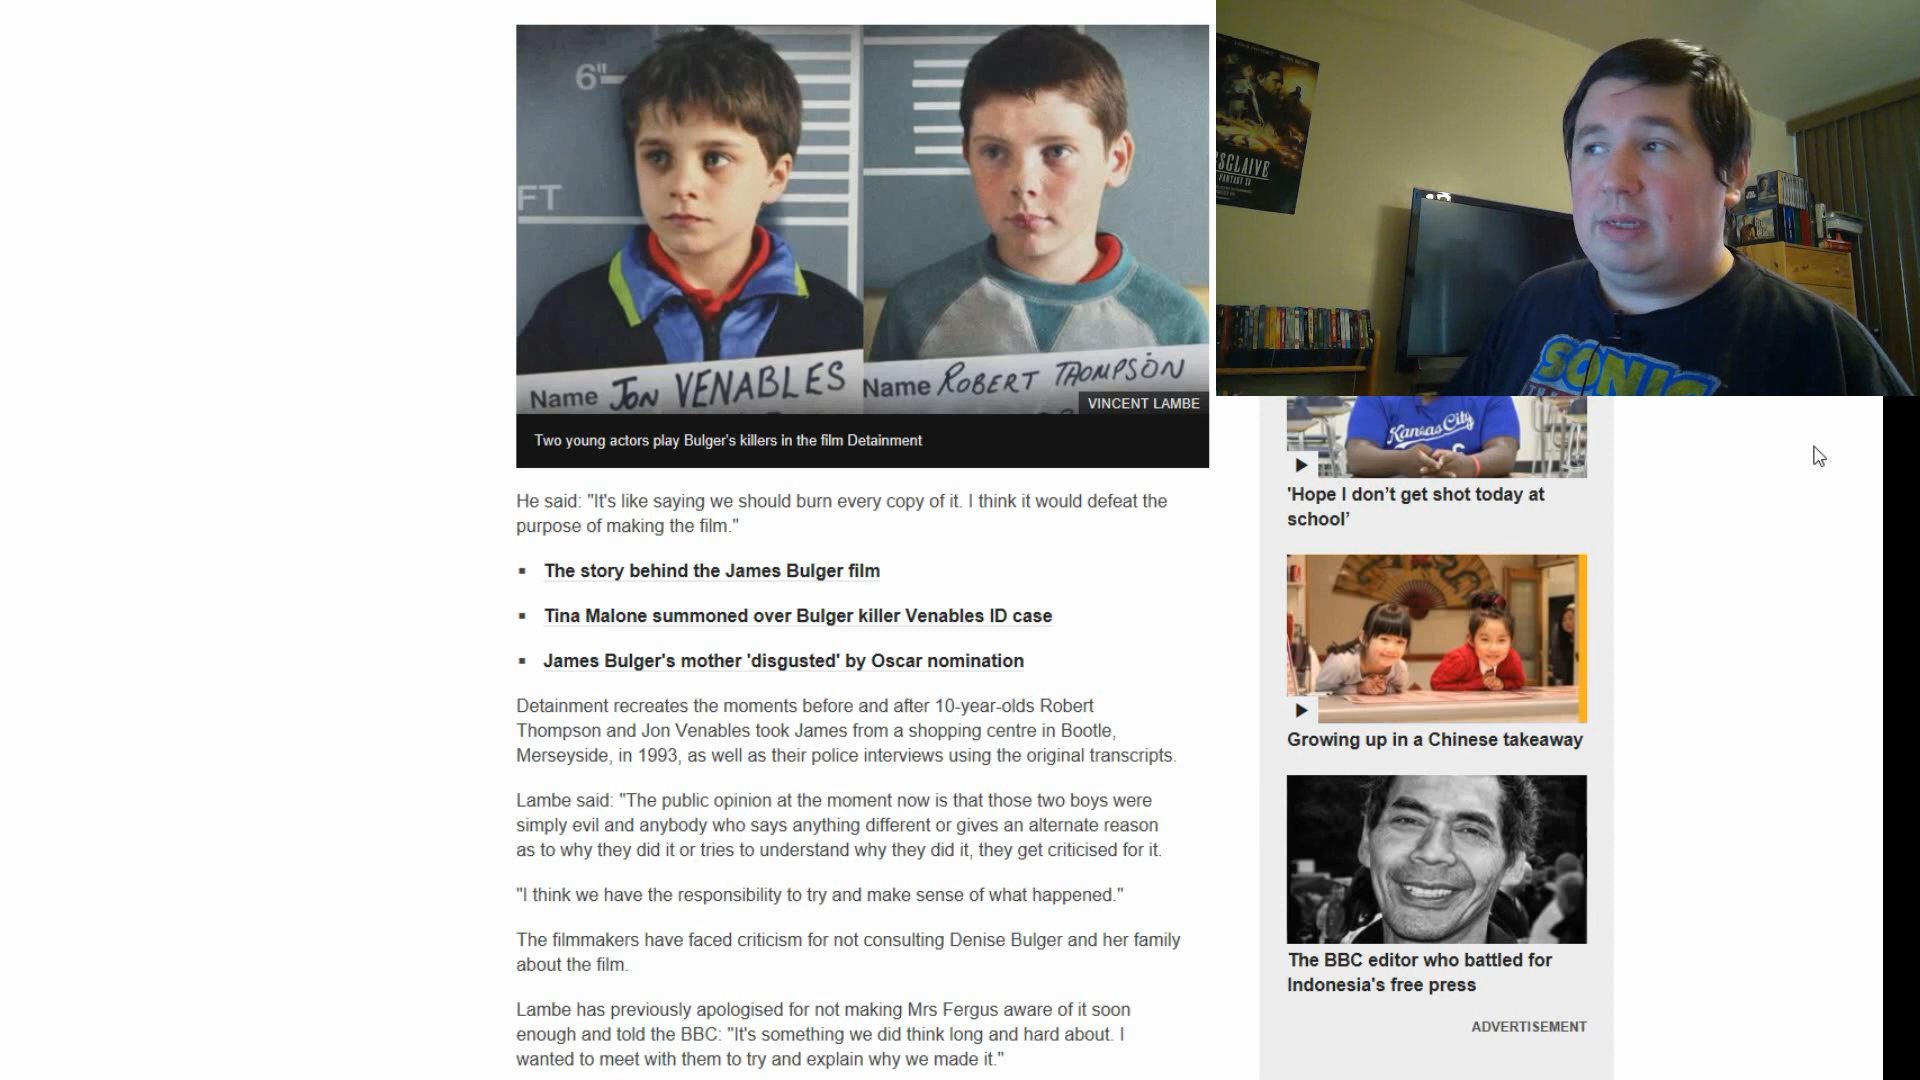 6"
FT
Name JON VENABLES
Name ROBERT THOMPSON
VINCENT LAMBE
Two young actors play Bulger's killers in the film Detainment
He said: "It's like saying we should burn every copy of it. I think it would defeat the
purpose of making the film."
The story behind the James Bulger film
Tina Malone summoned over Bulger killer Venables ID case
James Bulger's mother 'disgusted' by Oscar nomination
Detainment recreates the moments before and after 10-year-olds Robert
Thompson and Jon Venables took James from a shopping centre in Bootle,
Merseyside, in 1993, as well as their police interviews using the original transcripts.
Lambe said: "The public opinion at the moment now is that those two boys were
simply evil and anybody who says anything different or gives an alternate reason
as to why they did it or tries to understand why they did it, they get criticised for it.
"I think we have the responsibility to try and make sense of what happened."
The filmmakers have faced criticism for not consulting Denise Bulger and her family
about the film.
Lambe has previously apologised for not making Mrs Fergus aware of it soon
enough and told the BBC: "It's something we did think long and hard about. I
wanted to meet with them to try and explain why we made it."
SGLAIVE
SONIC
Kansas City
'Hope I don’t get shot today at
school’
Growing up in a Chinese takeaway
The BBC editor who battled for
Indonesia's free press
ADVERTISEMENT